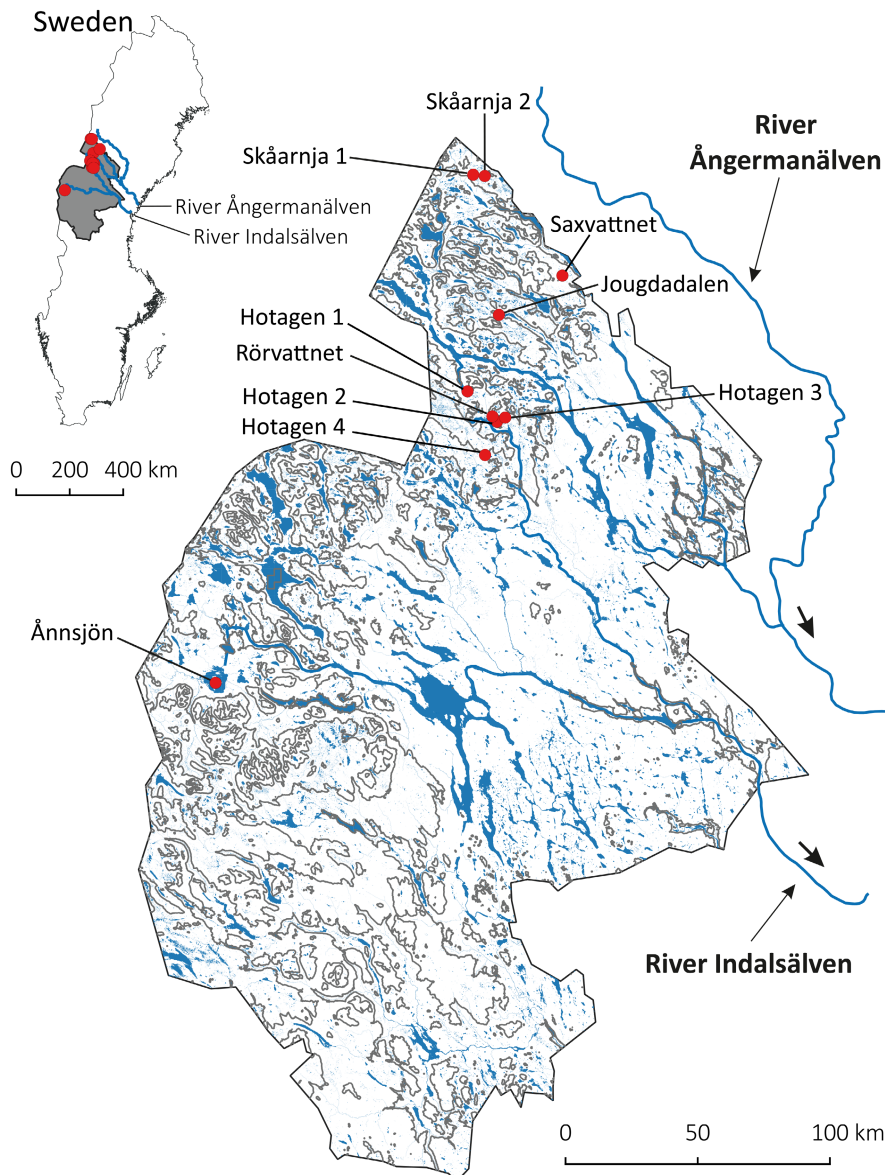 Sweden
River Ångermanälven
River Indalsälven
0 200 400 km
Skåarnja 2
Skåarnja 1
River
Ångermanälven
Saxvattnet
Jougdadalen
Hotagen 1
Rörvattnet
Hotagen 2
Hotagen 3
Hotagen 4
Ånnsjön
River Indalsälven
0 50 100 km